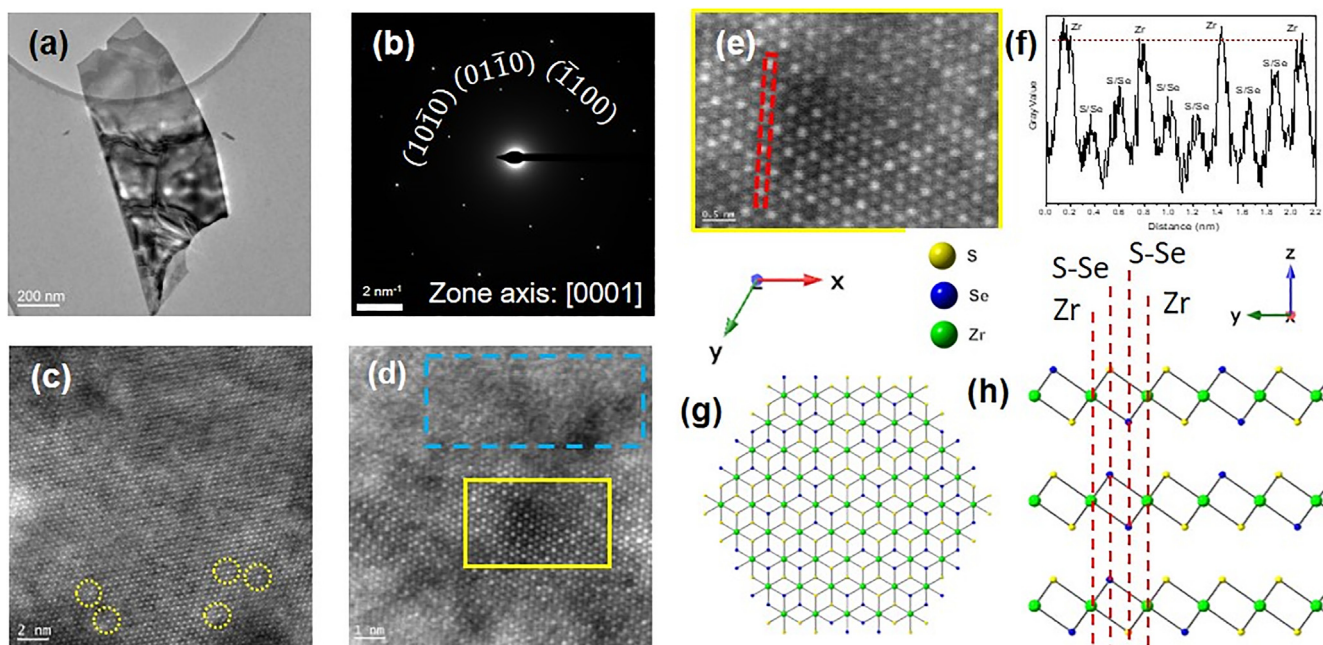 (a)
200 nm
(b)
(101̄0) (011̄0) (1̄100)
2 nm⁻¹
Zone axis: [0001]
(c)
2 nm
(d)
1 nm
(e)
0.5 nm
(f)
Gray Value
Zr
S/Se
S/Se
Zr
S/Se
S/Se
Zr
S/Se
S/Se
Zr
0.0 0.2 0.4 0.6 0.8 1.0 1.2 1.4 1.6 1.8 2.0 2.2
Distance (nm)
z
x
y
S
Se
Zr
(g)
S-Se
S-Se
Zr
Zr
z
y
x
(h)